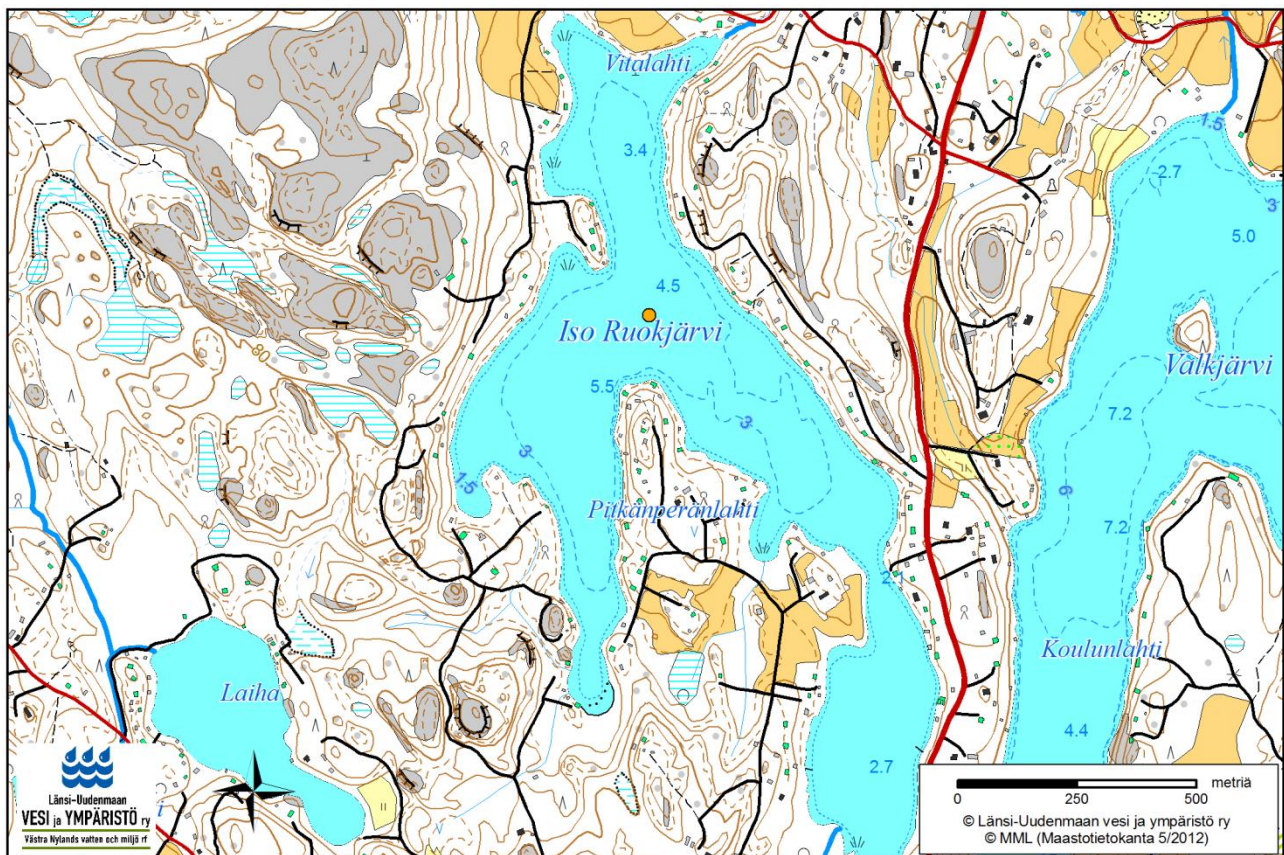 Vitalahti
3.4
1.5
2.7
3
5.0
4.5
Iso Ruokjärvi
Valkjärvi
80
5.5
3
7.2
3
1.5
6
Pitkänperänlahti
7.2
2.1
Koulunlahti
Laiha
4.4
2.7
Länsi-Uudenmaan
VESI ja YMPÄRISTÖ ry
Västra Nylands vatten och miljö rf
i
metriä
0 250 500
© Länsi-Uudenmaan vesi ja ympäristö ry
© MML (Maastotietokanta 5/2012)